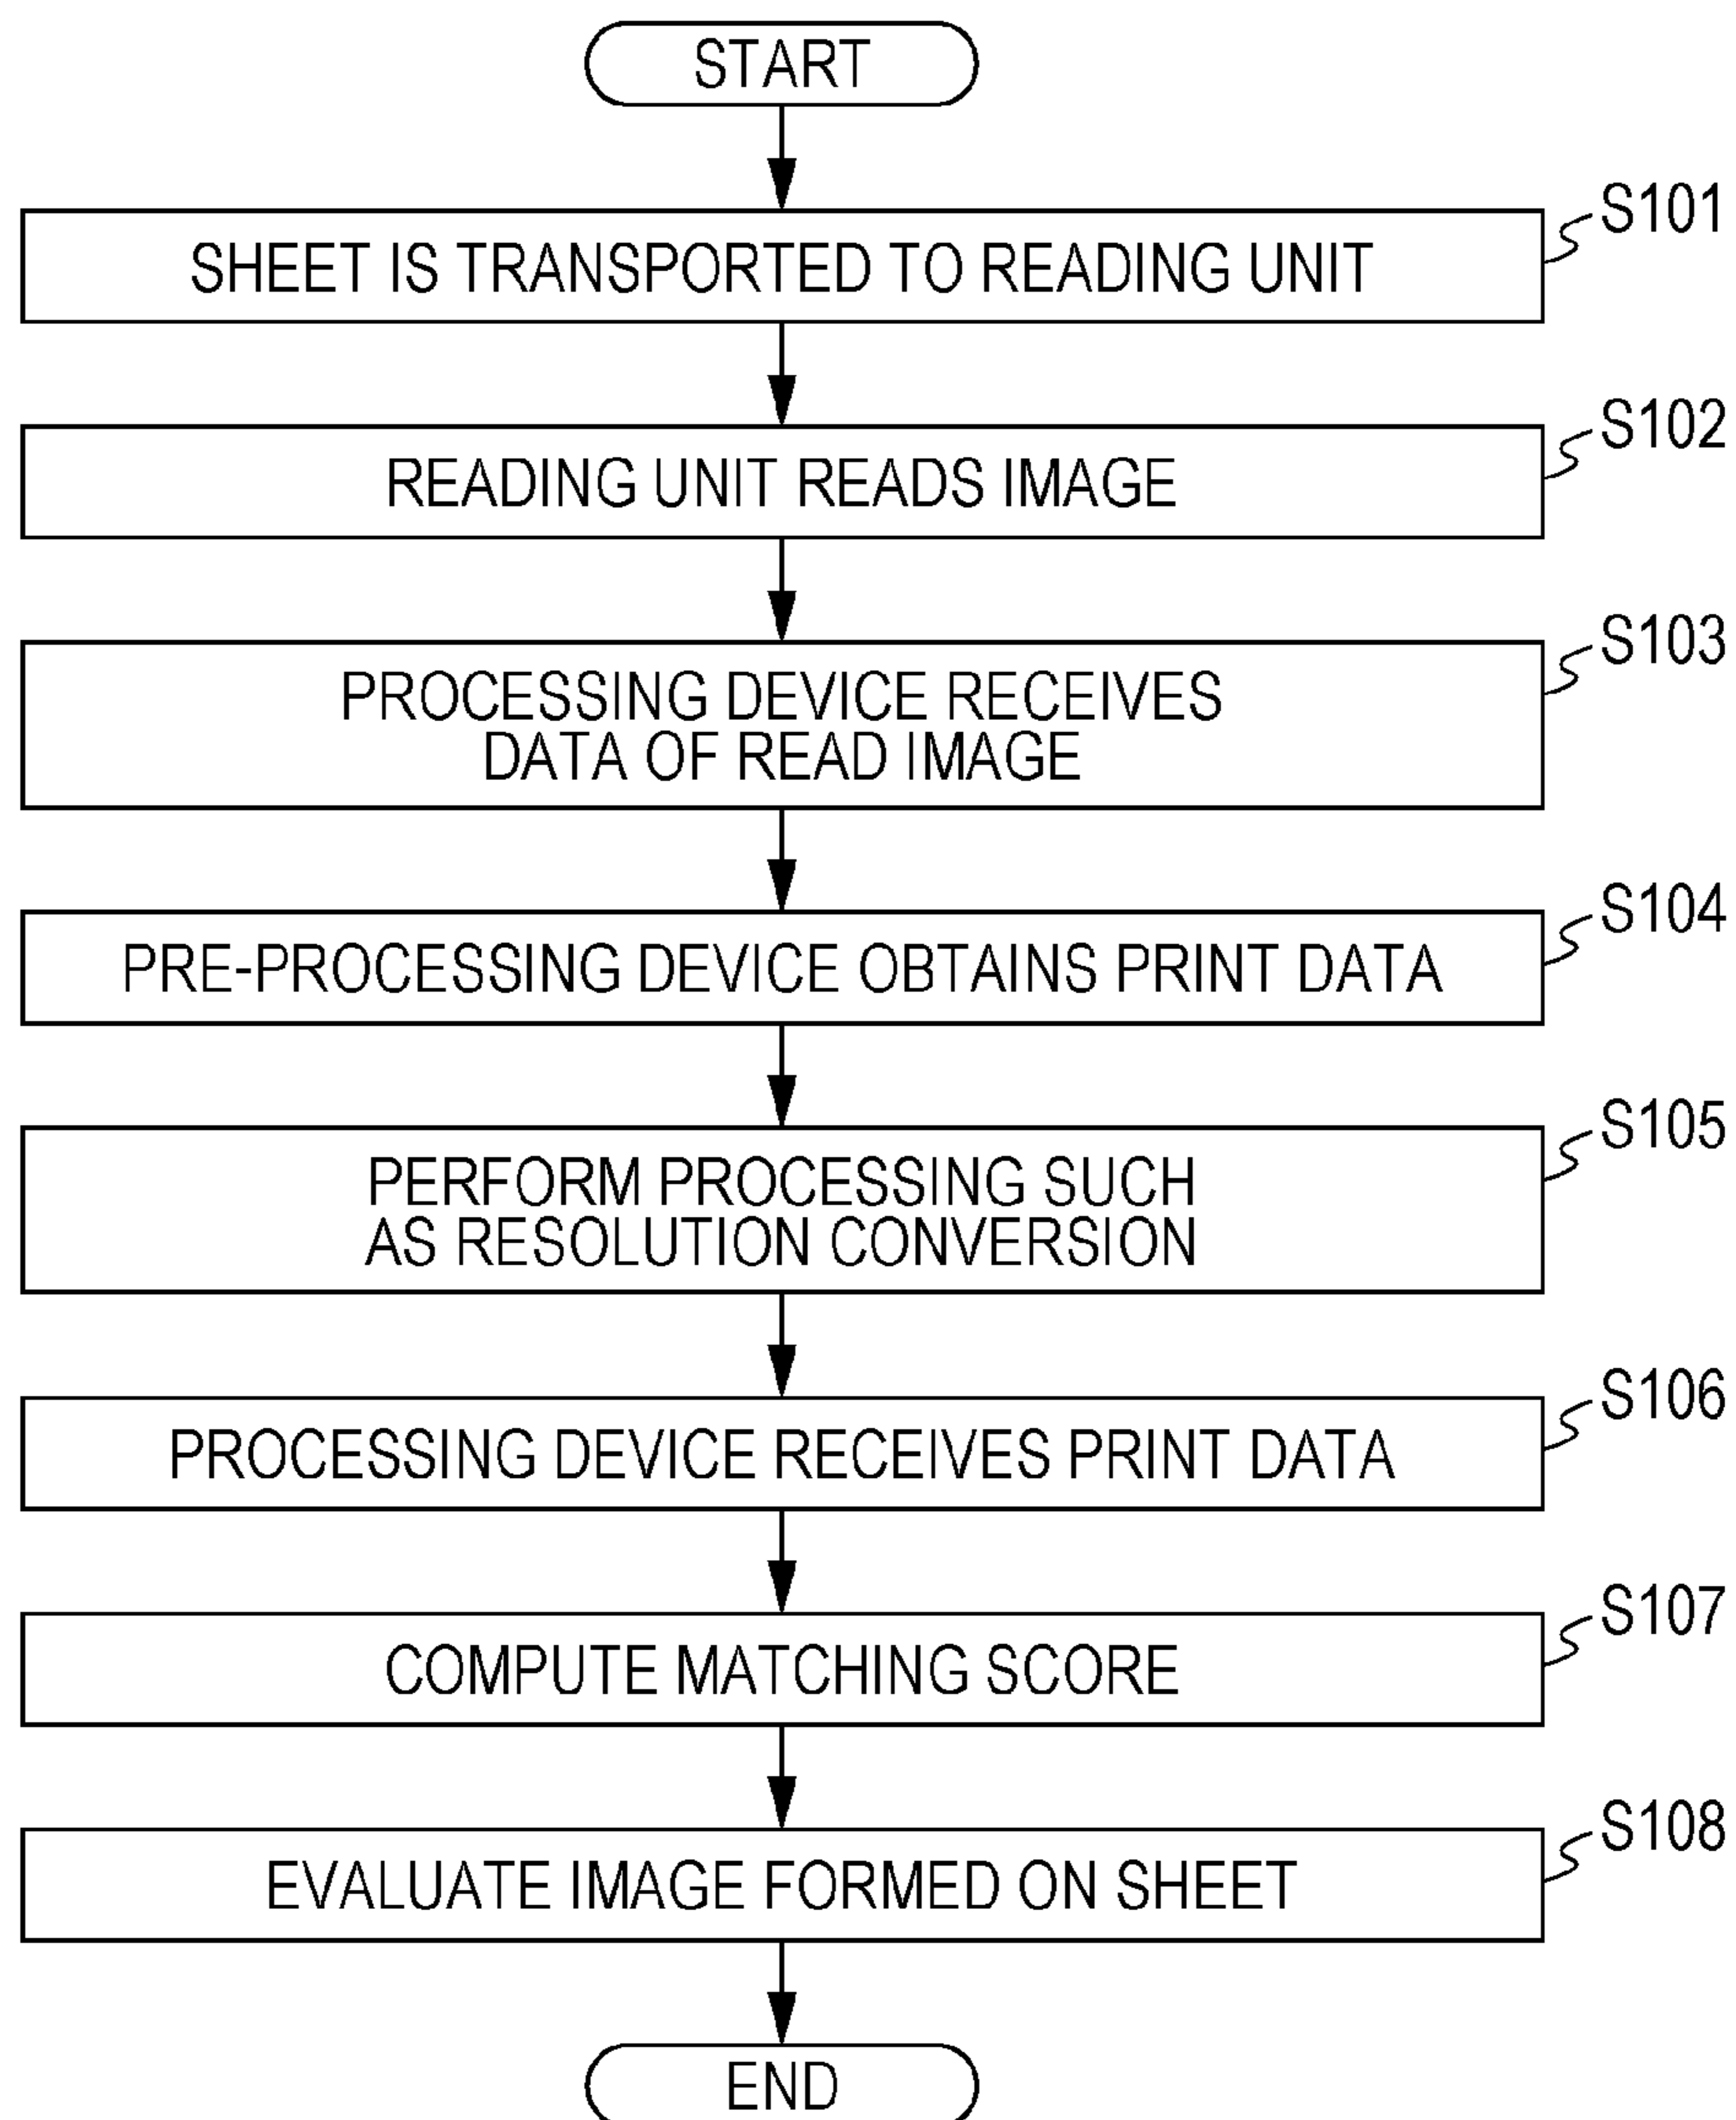 START
S101
SHEET IS TRANSPORTED TO READING UNIT
S102
READING UNIT READS IMAGE
S103
PROCESSING DEVICE RECEIVES
DATA OF READ IMAGE
S104
PRE-PROCESSING DEVICE OBTAINS PRINT DATA
S105
PERFORM PROCESSING SUCH
AS RESOLUTION CONVERSION
S106
PROCESSING DEVICE RECEIVES PRINT DATA
S107
COMPUTE MATCHING SCORE
S108
EVALUATE IMAGE FORMED ON SHEET
END